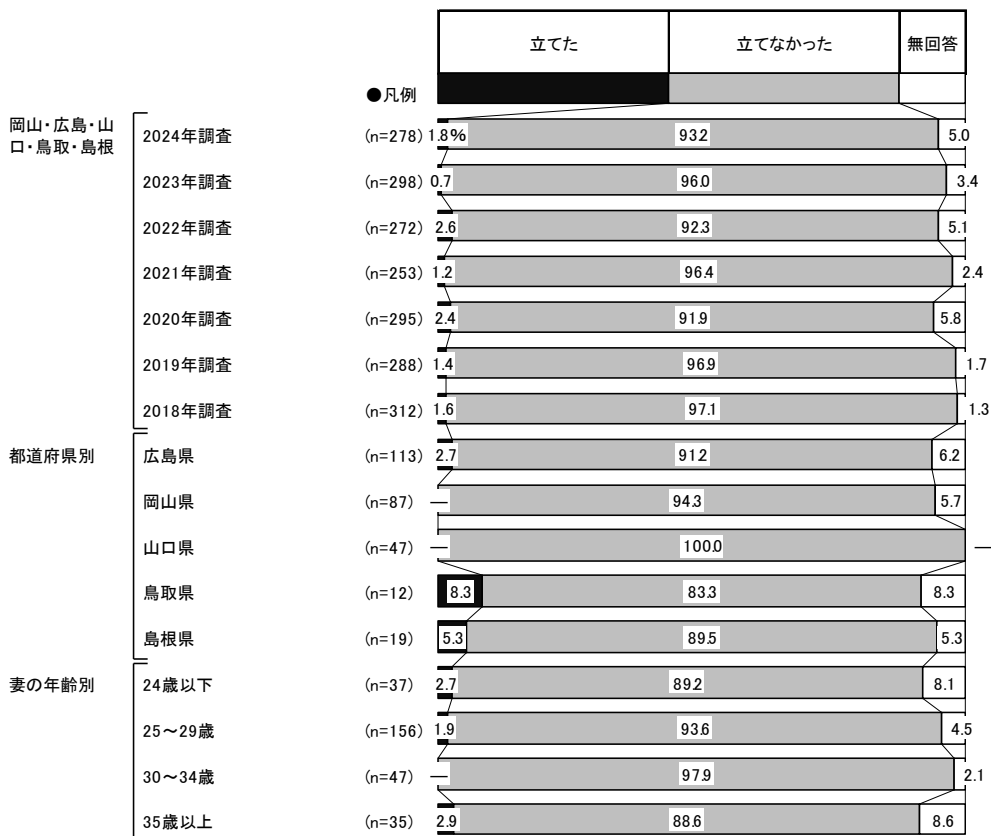 立てた 立てなかった 無回答
●凡例
岡山・広島・山
口・鳥取・島根
2024年調査 (n=278) 1.8% 93.2 5.0
2023年調査 (n=298) 0.7 96.0 3.4
2022年調査 (n=272) 2.6 92.3 5.1
2021年調査 (n=253) 1.2 96.4 2.4
2020年調査 (n=295) 2.4 91.9 5.8
2019年調査 (n=288) 1.4 96.9 1.7
2018年調査 (n=312) 1.6 97.1 1.3
都道府県別 広島県 (n=113) 2.7 91.2 6.2
岡山県 (n=87) — 94.3 5.7
山口県 (n=47) — 100.0 —
鳥取県 (n=12) 8.3 83.3 8.3
島根県 (n=19) 5.3 89.5 5.3
妻の年齢別 24歳以下 (n=37) 2.7 89.2 8.1
25～29歳 (n=156) 1.9 93.6 4.5
30～34歳 (n=47) — 97.9 2.1
35歳以上 (n=35) 2.9 88.6 8.6